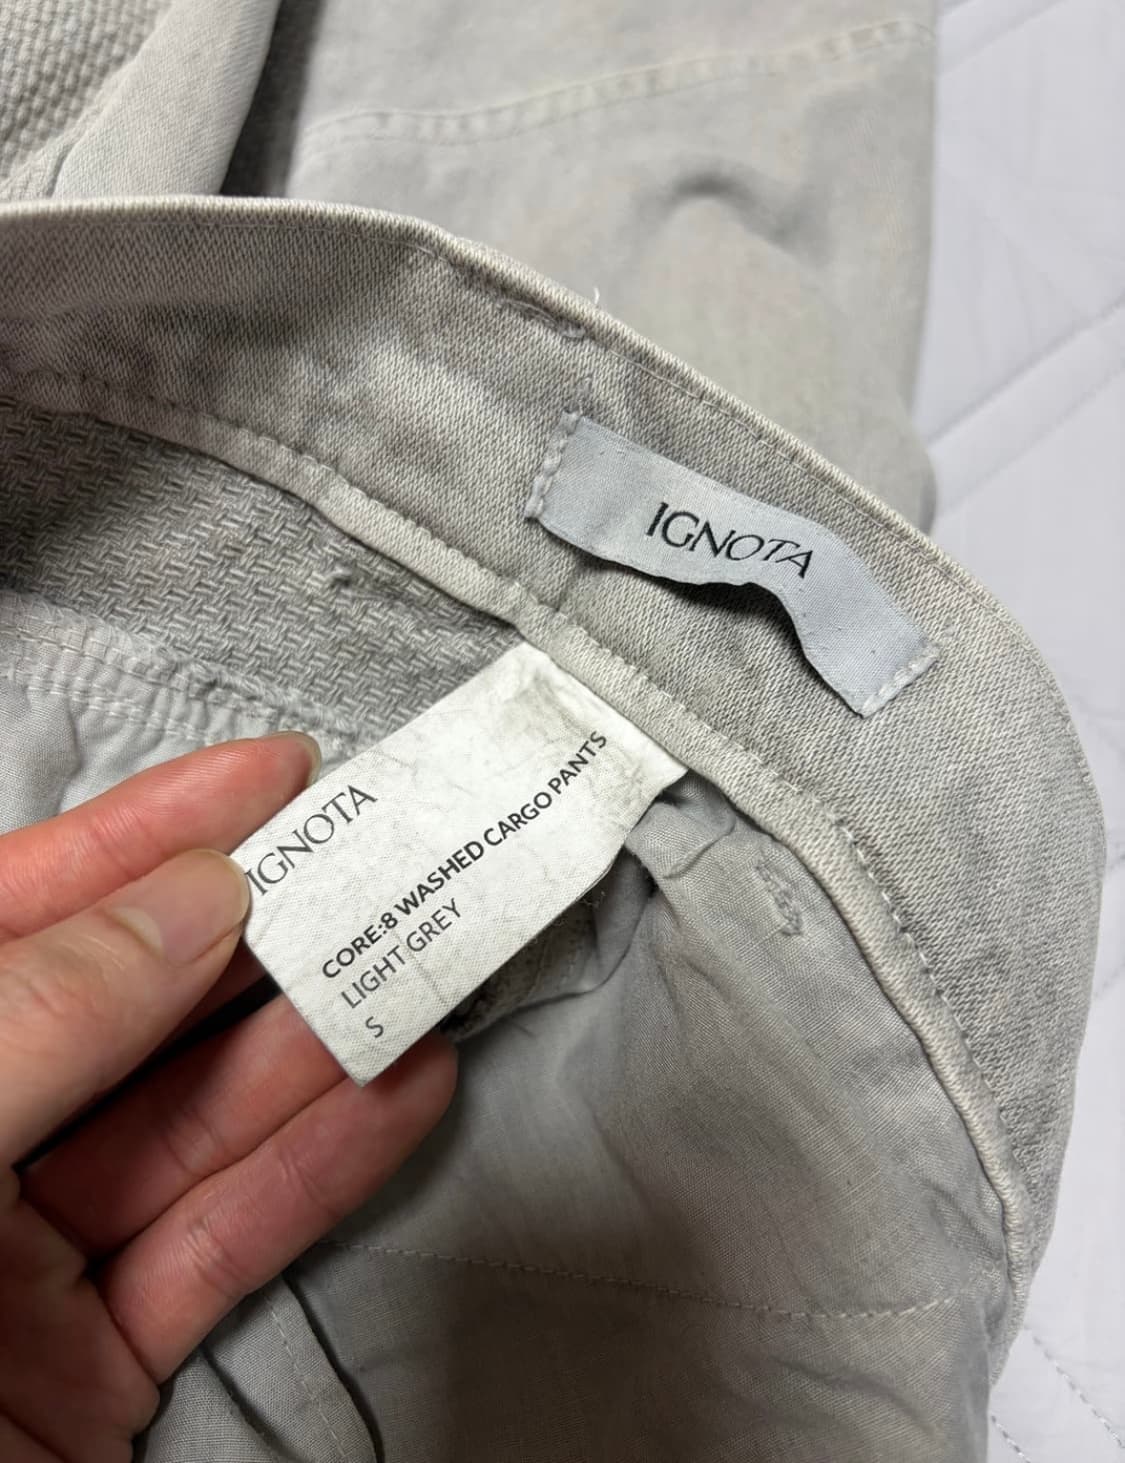 IGNOTA
IGNOTA
CORE:8 WASHED CARGO PANTS
LIGHT GREY
S